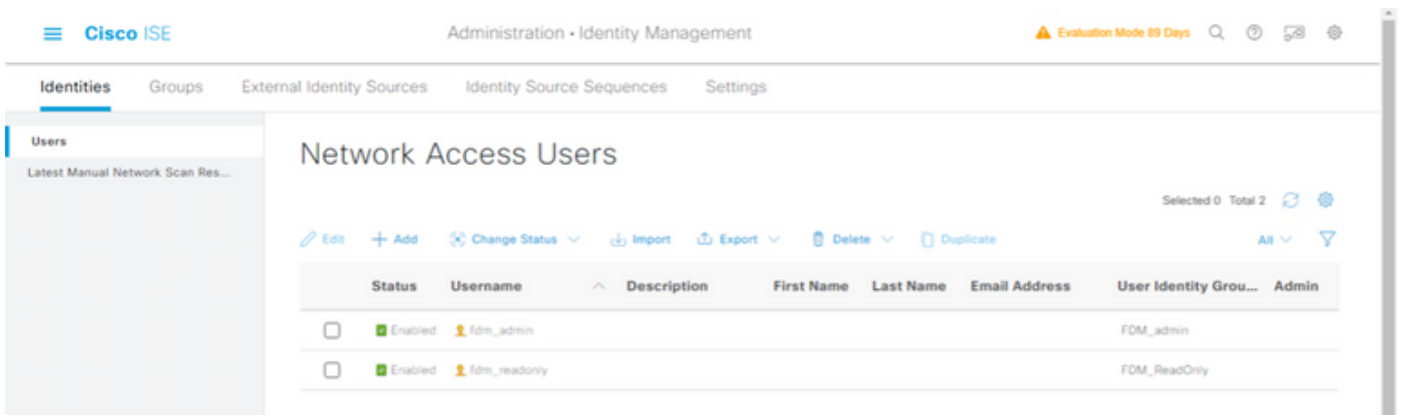 Cisco ISE Administration • Identity Management Evaluation Mode 89 Days
Identities Groups External Identity Sources Identity Source Sequences Settings
Users
Latest Manual Network Scan Res...
Network Access Users
Selected 0 Total 2
Edit Add Change Status Import Export Delete Duplicate All
Status Username Description First Name Last Name Email Address User Identity Grou... Admin
Enabled fdm_admin FDM_admin
Enabled fdm_readonly FDM_ReadOnly